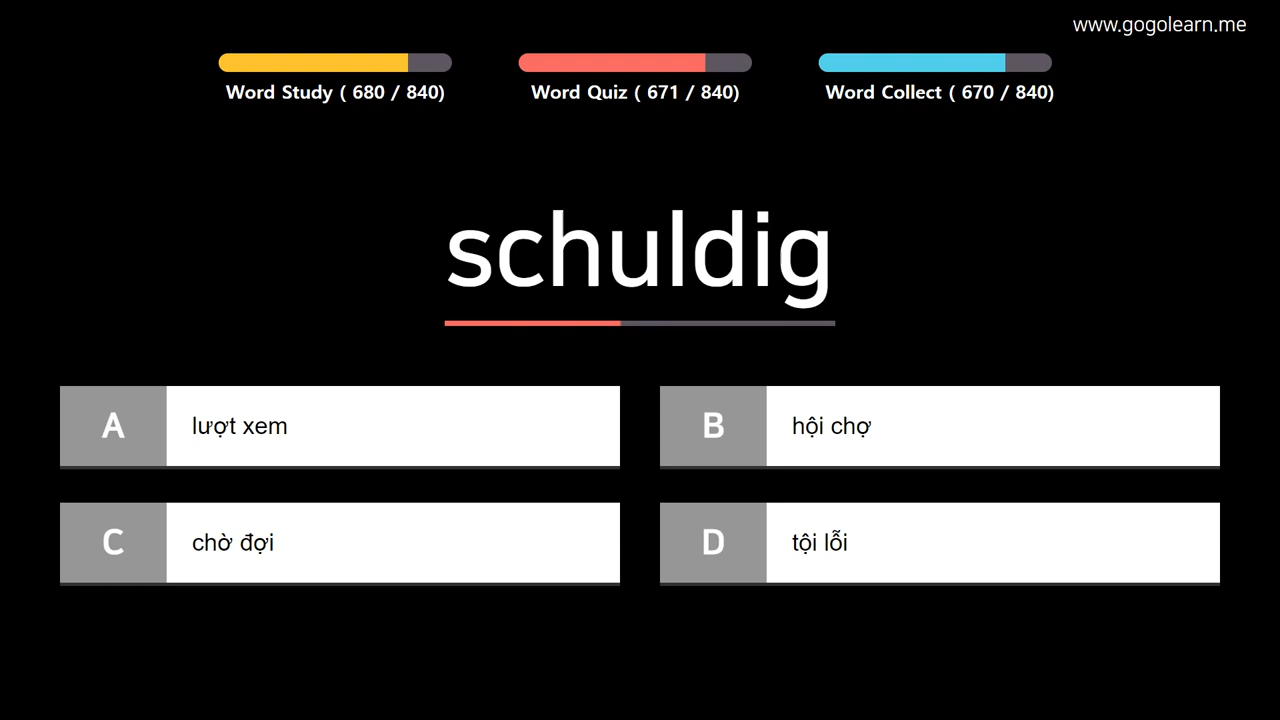 www.gogolearn.me
Word Study ( 680 / 840)
Word Quiz ( 671 / 840)
Word Collect ( 670 / 840)
schuldig
A lượt xem
B hội chợ
C chờ đợi
D tội lỗi